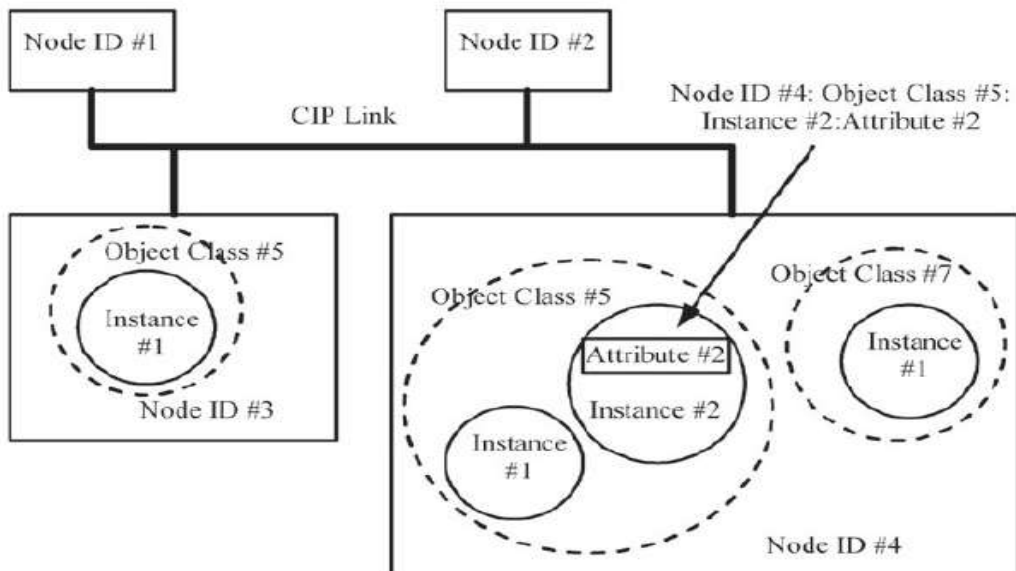 Node ID #1
Node ID #2
CIP Link
Node ID #4: Object Class #5:
Instance #2:Attribute #2
Object Class #5
Instance
#1
Node ID #3
Object Class #5
Attribute #2
Instance #2
Instance
#1
Object Class #7
Instance
#1
Node ID #4